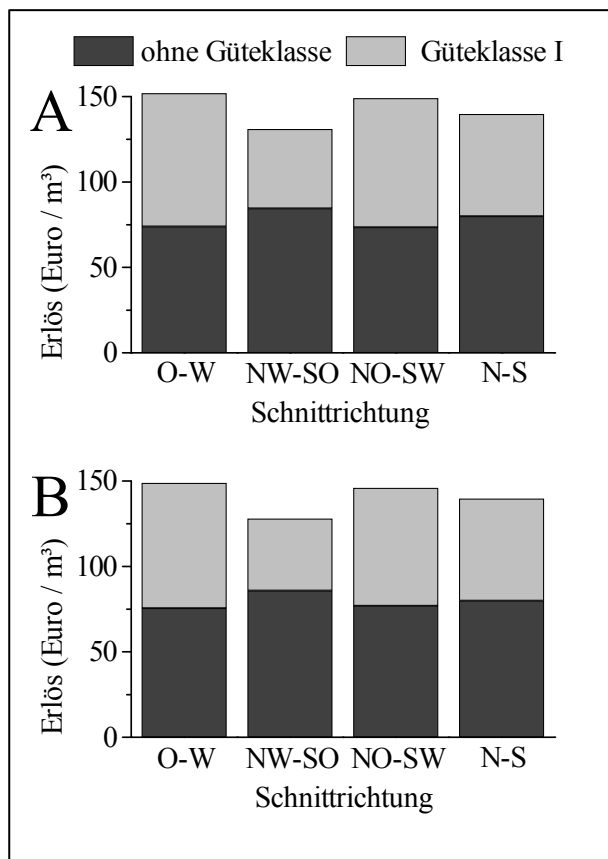 ohne Güteklasse Güteklasse I
A
150
100
50
0
Erlös (Euro / m³)
O-W NW-SO NO-SW N-S
Schnittrichtung
B
150
100
50
0
Erlös (Euro / m³)
O-W NW-SO NO-SW N-S
Schnittrichtung